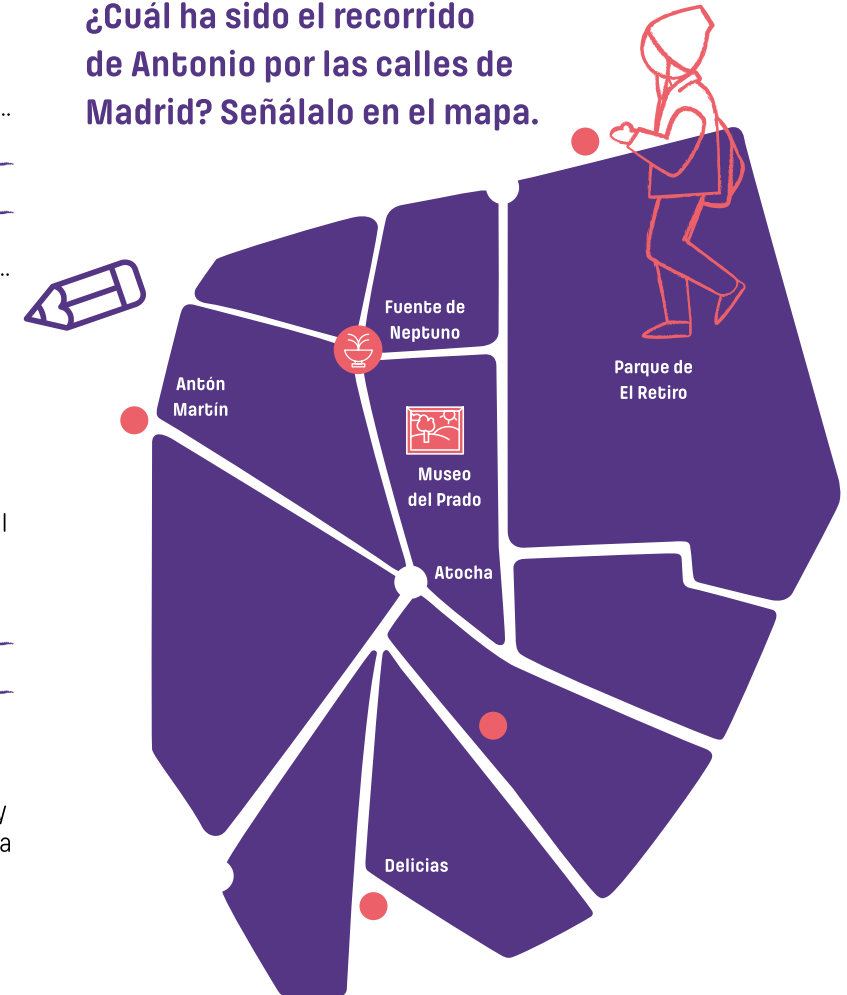 ¿Cuál ha sido el recorrido
de Antonio por las calles de
Madrid? Señálalo en el mapa.
Fuente de
Neptuno
Parque de
El Retiro
Antón
Martín
Museo
del Prado
Atocha
Delicias